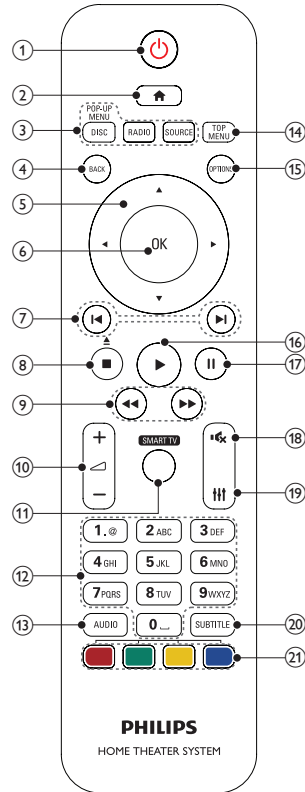 1
2
POP-UP MENU
3 DISC RADIO SOURCE TOP MENU 14
4 BACK OPTIONS 15
5
6 OK
7
16
8 17
9
SMART TV 18
10
11 19
1.@ 2 ABC 3 DEF
12 4 GHI 5 JKL 6 MNO
7 PQRS 8 TUV 9 WXYZ
13 AUDIO 0 SUBTITLE 20
21
PHILIPS
HOME THEATER SYSTEM